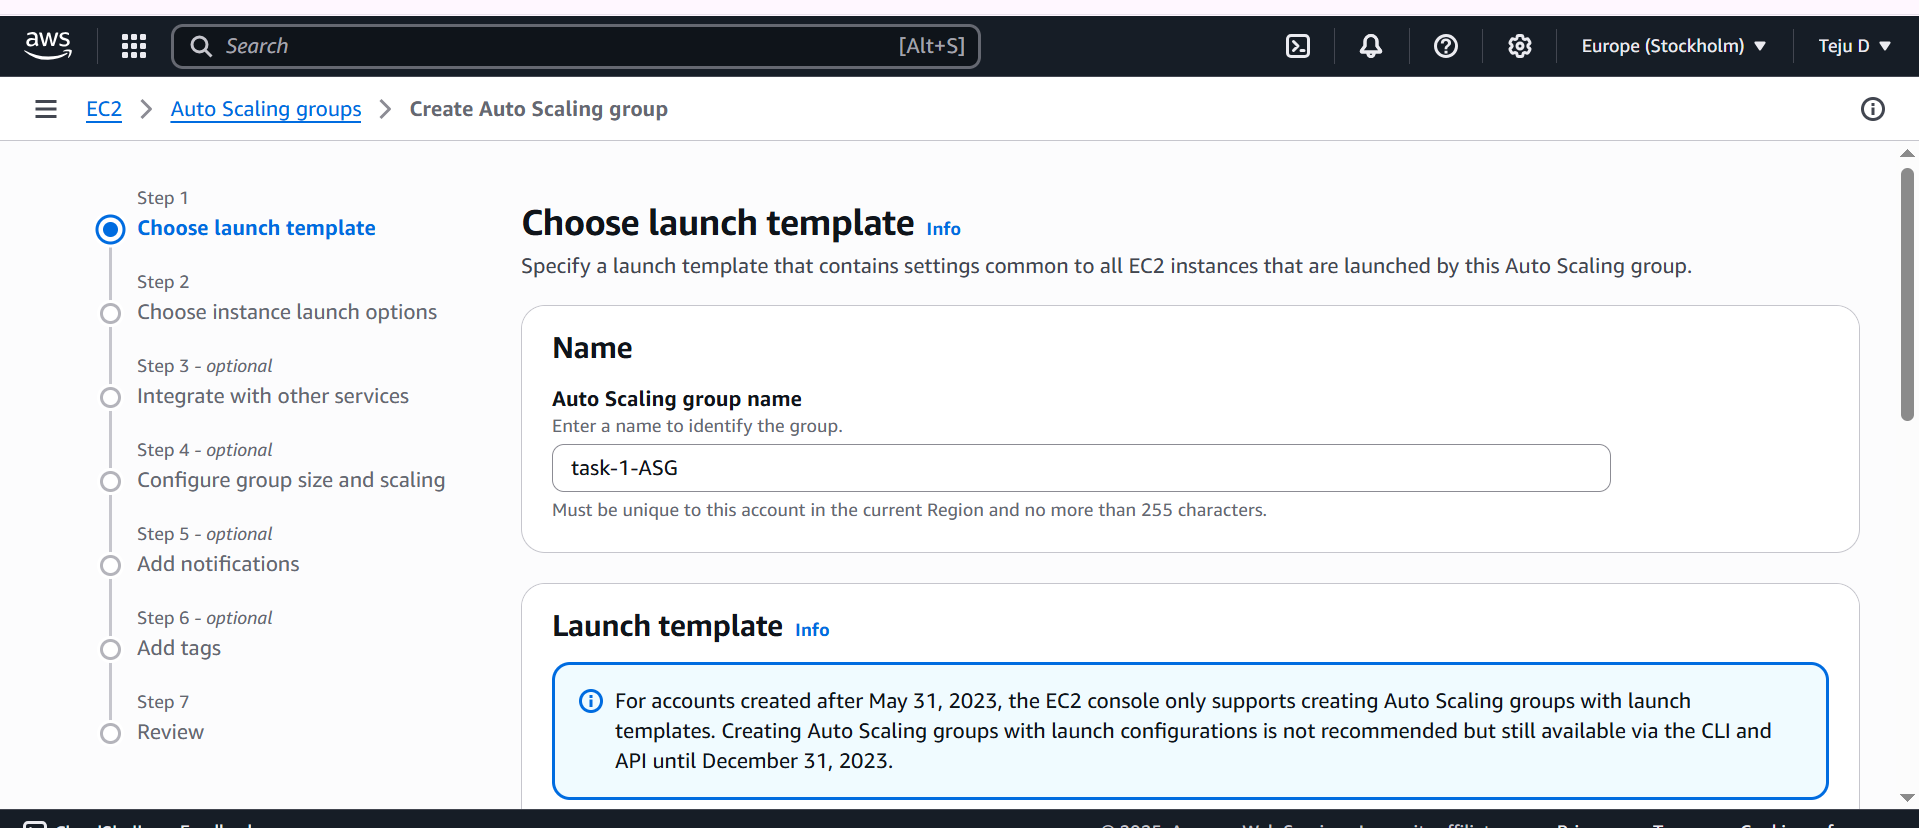 aws
Search [Alt+S]
Europe (Stockholm)
Teju D
EC2
Auto Scaling groups
Create Auto Scaling group
Step 1
Choose launch template
Step 2
Choose instance launch options
Step 3 - optional
Integrate with other services
Step 4 - optional
Configure group size and scaling
Step 5 - optional
Add notifications
Step 6 - optional
Add tags
Step 7
Review
Choose launch template Info
Specify a launch template that contains settings common to all EC2 instances that are launched by this Auto Scaling group.
Name
Auto Scaling group name
Enter a name to identify the group.
task-1-ASG
Must be unique to this account in the current Region and no more than 255 characters.
Launch template Info
For accounts created after May 31, 2023, the EC2 console only supports creating Auto Scaling groups with launch
templates. Creating Auto Scaling groups with launch configurations is not recommended but still available via the CLI and
API until December 31, 2023.